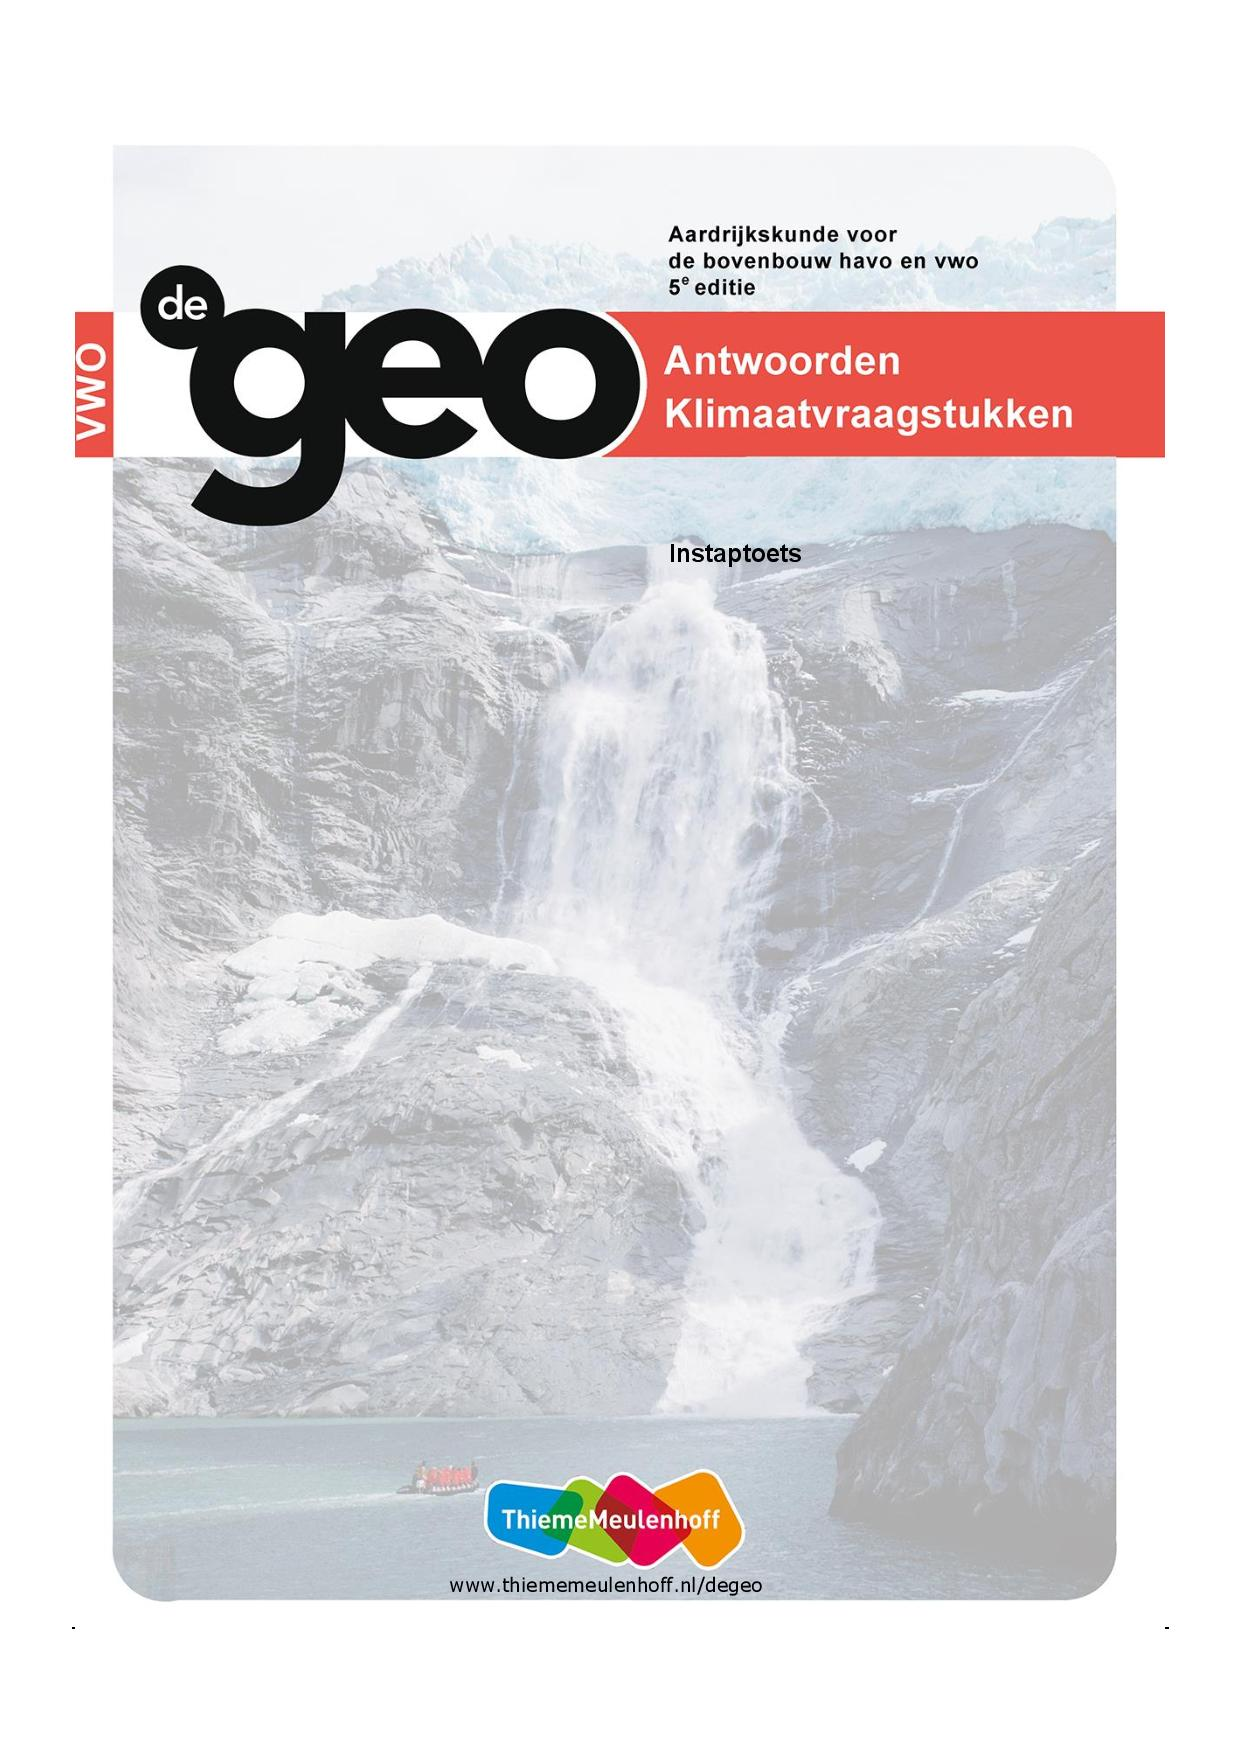 Aardrijkskunde voor
de bovenbouw havo en vwo
5e editie
de
geo
vwo
Antwoorden
Klimaatvraagstukken
Instaptoets
ThiemeMeulenhoff
www.thiememeulenhoff.nl/degeo